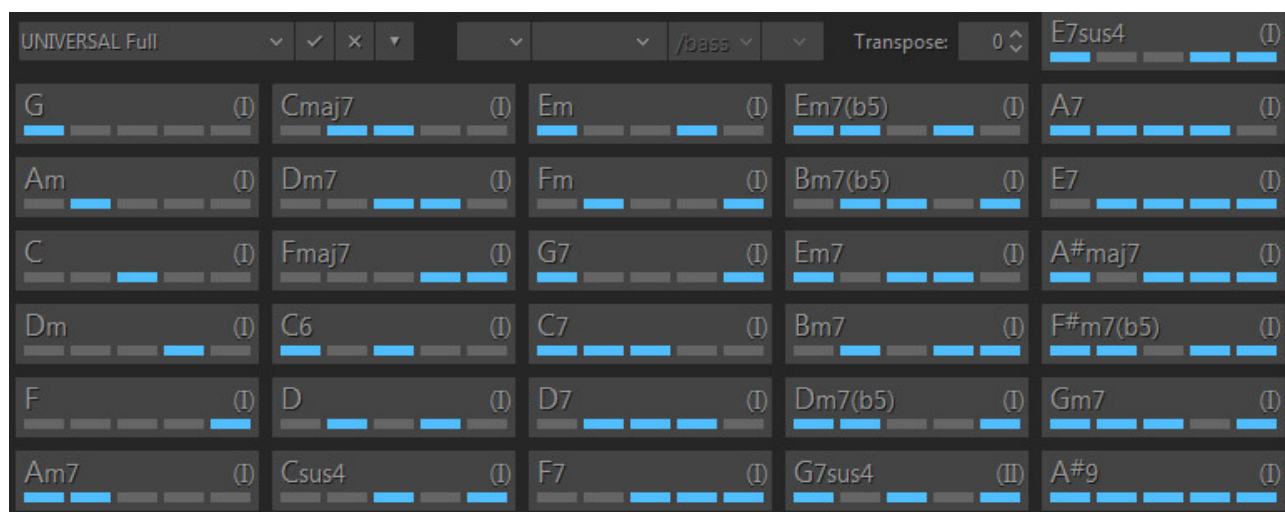 UNIVERSAL Full /bass Transpose: 0 E7sus4 (I)
G (I) Cmaj7 (I) Em (I) Em7(b5) (I) A7 (I)
Am (I) Dm7 (I) Fm (I) Bm7(b5) (I) E7 (I)
C (I) Fmaj7 (I) G7 (I) Em7 (I) A#maj7 (I)
Dm (I) C6 (I) C7 (I) Bm7 (I) F#m7(b5) (I)
F (I) D (I) D7 (I) Dm7(b5) (I) Gm7 (I)
Am7 (I) Csus4 (I) F7 (I) G7sus4 (II) A#9 (I)